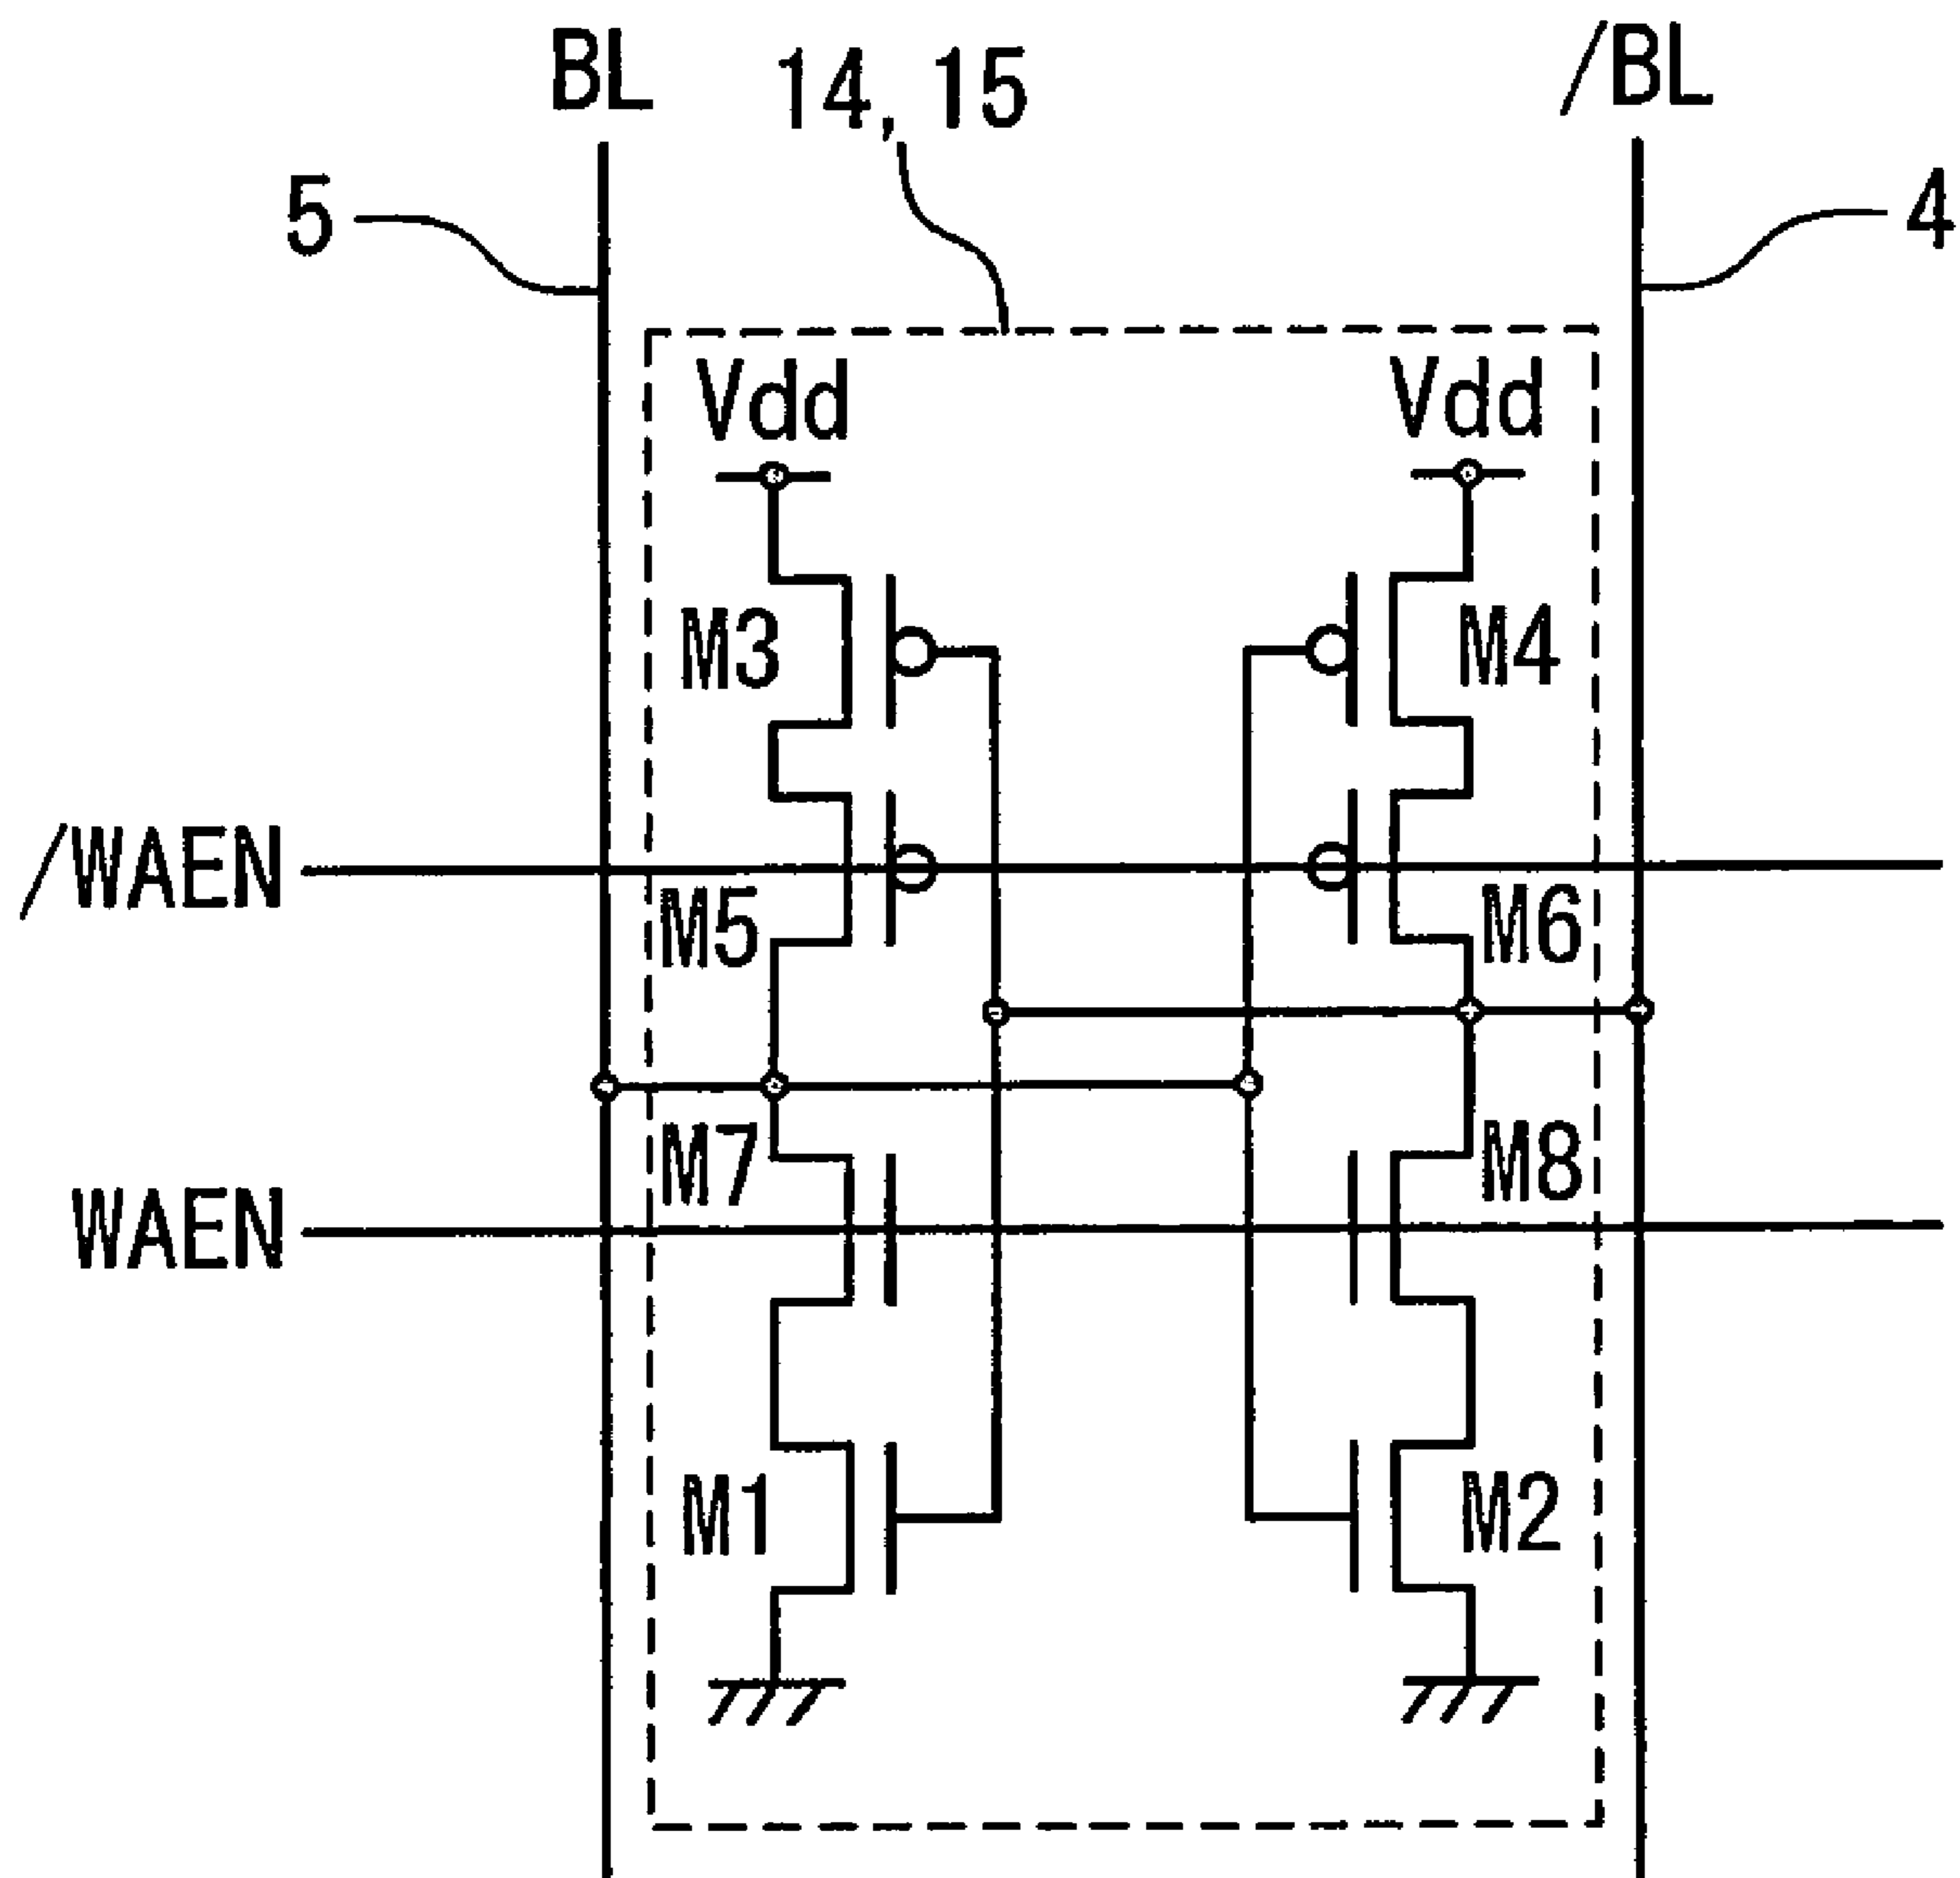 BL 14, 15 /BL
5 4
Vdd Vdd
M3 M4
/WAEN
M5 M6
M7 M8
WAEN
M1 M2